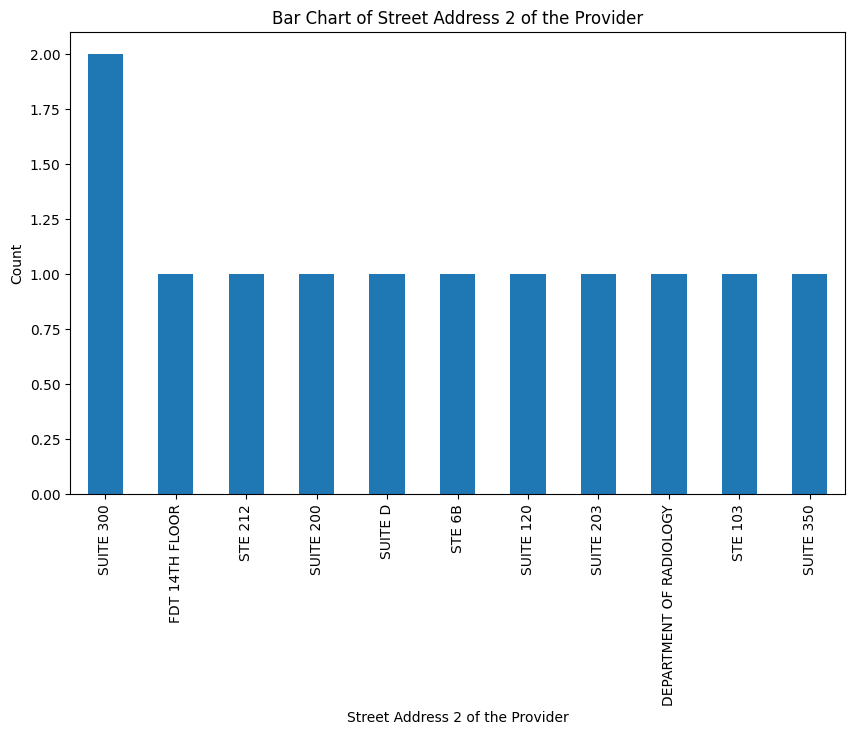 Bar Chart of Street Address 2 of the Provider
2.00
1.75
1.50
1.25
1.00
0.75
0.50
0.25
0.00
Count
SUITE 300
FDT 14TH FLOOR
STE 212
SUITE 200
SUITE D
STE 6B
SUITE 120
SUITE 203
DEPARTMENT OF RADIOLOGY
STE 103
SUITE 350
Street Address 2 of the Provider